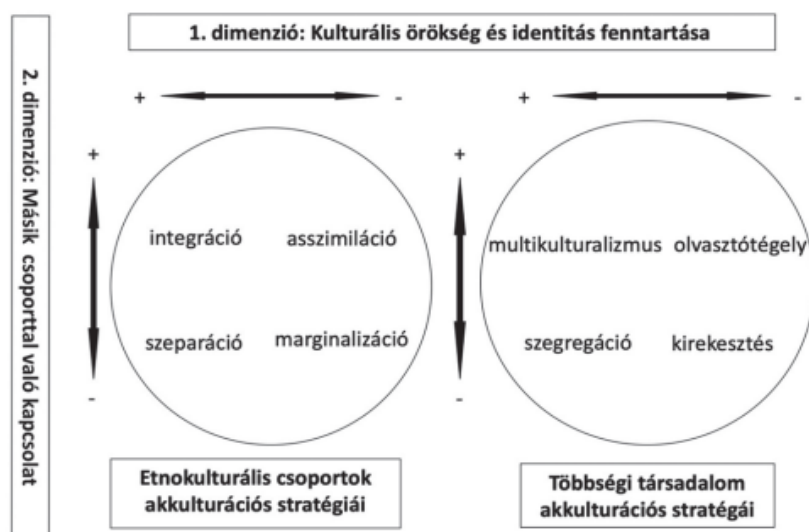 1. dimenzió: Kulturális örökség és identitás fenntartása
2. dimenzió: Másik csoporttal való kapcsolat
+ -
+ -
+
+
integráció asszimiláció
multikulturalizmus olvasztótégely
szeparáció marginalizáció
szegregáció kirekesztés
-
-
Etnokulturális csoportok
akkulturációs stratégiái
Többségi társadalom
akkulturációs stratégái